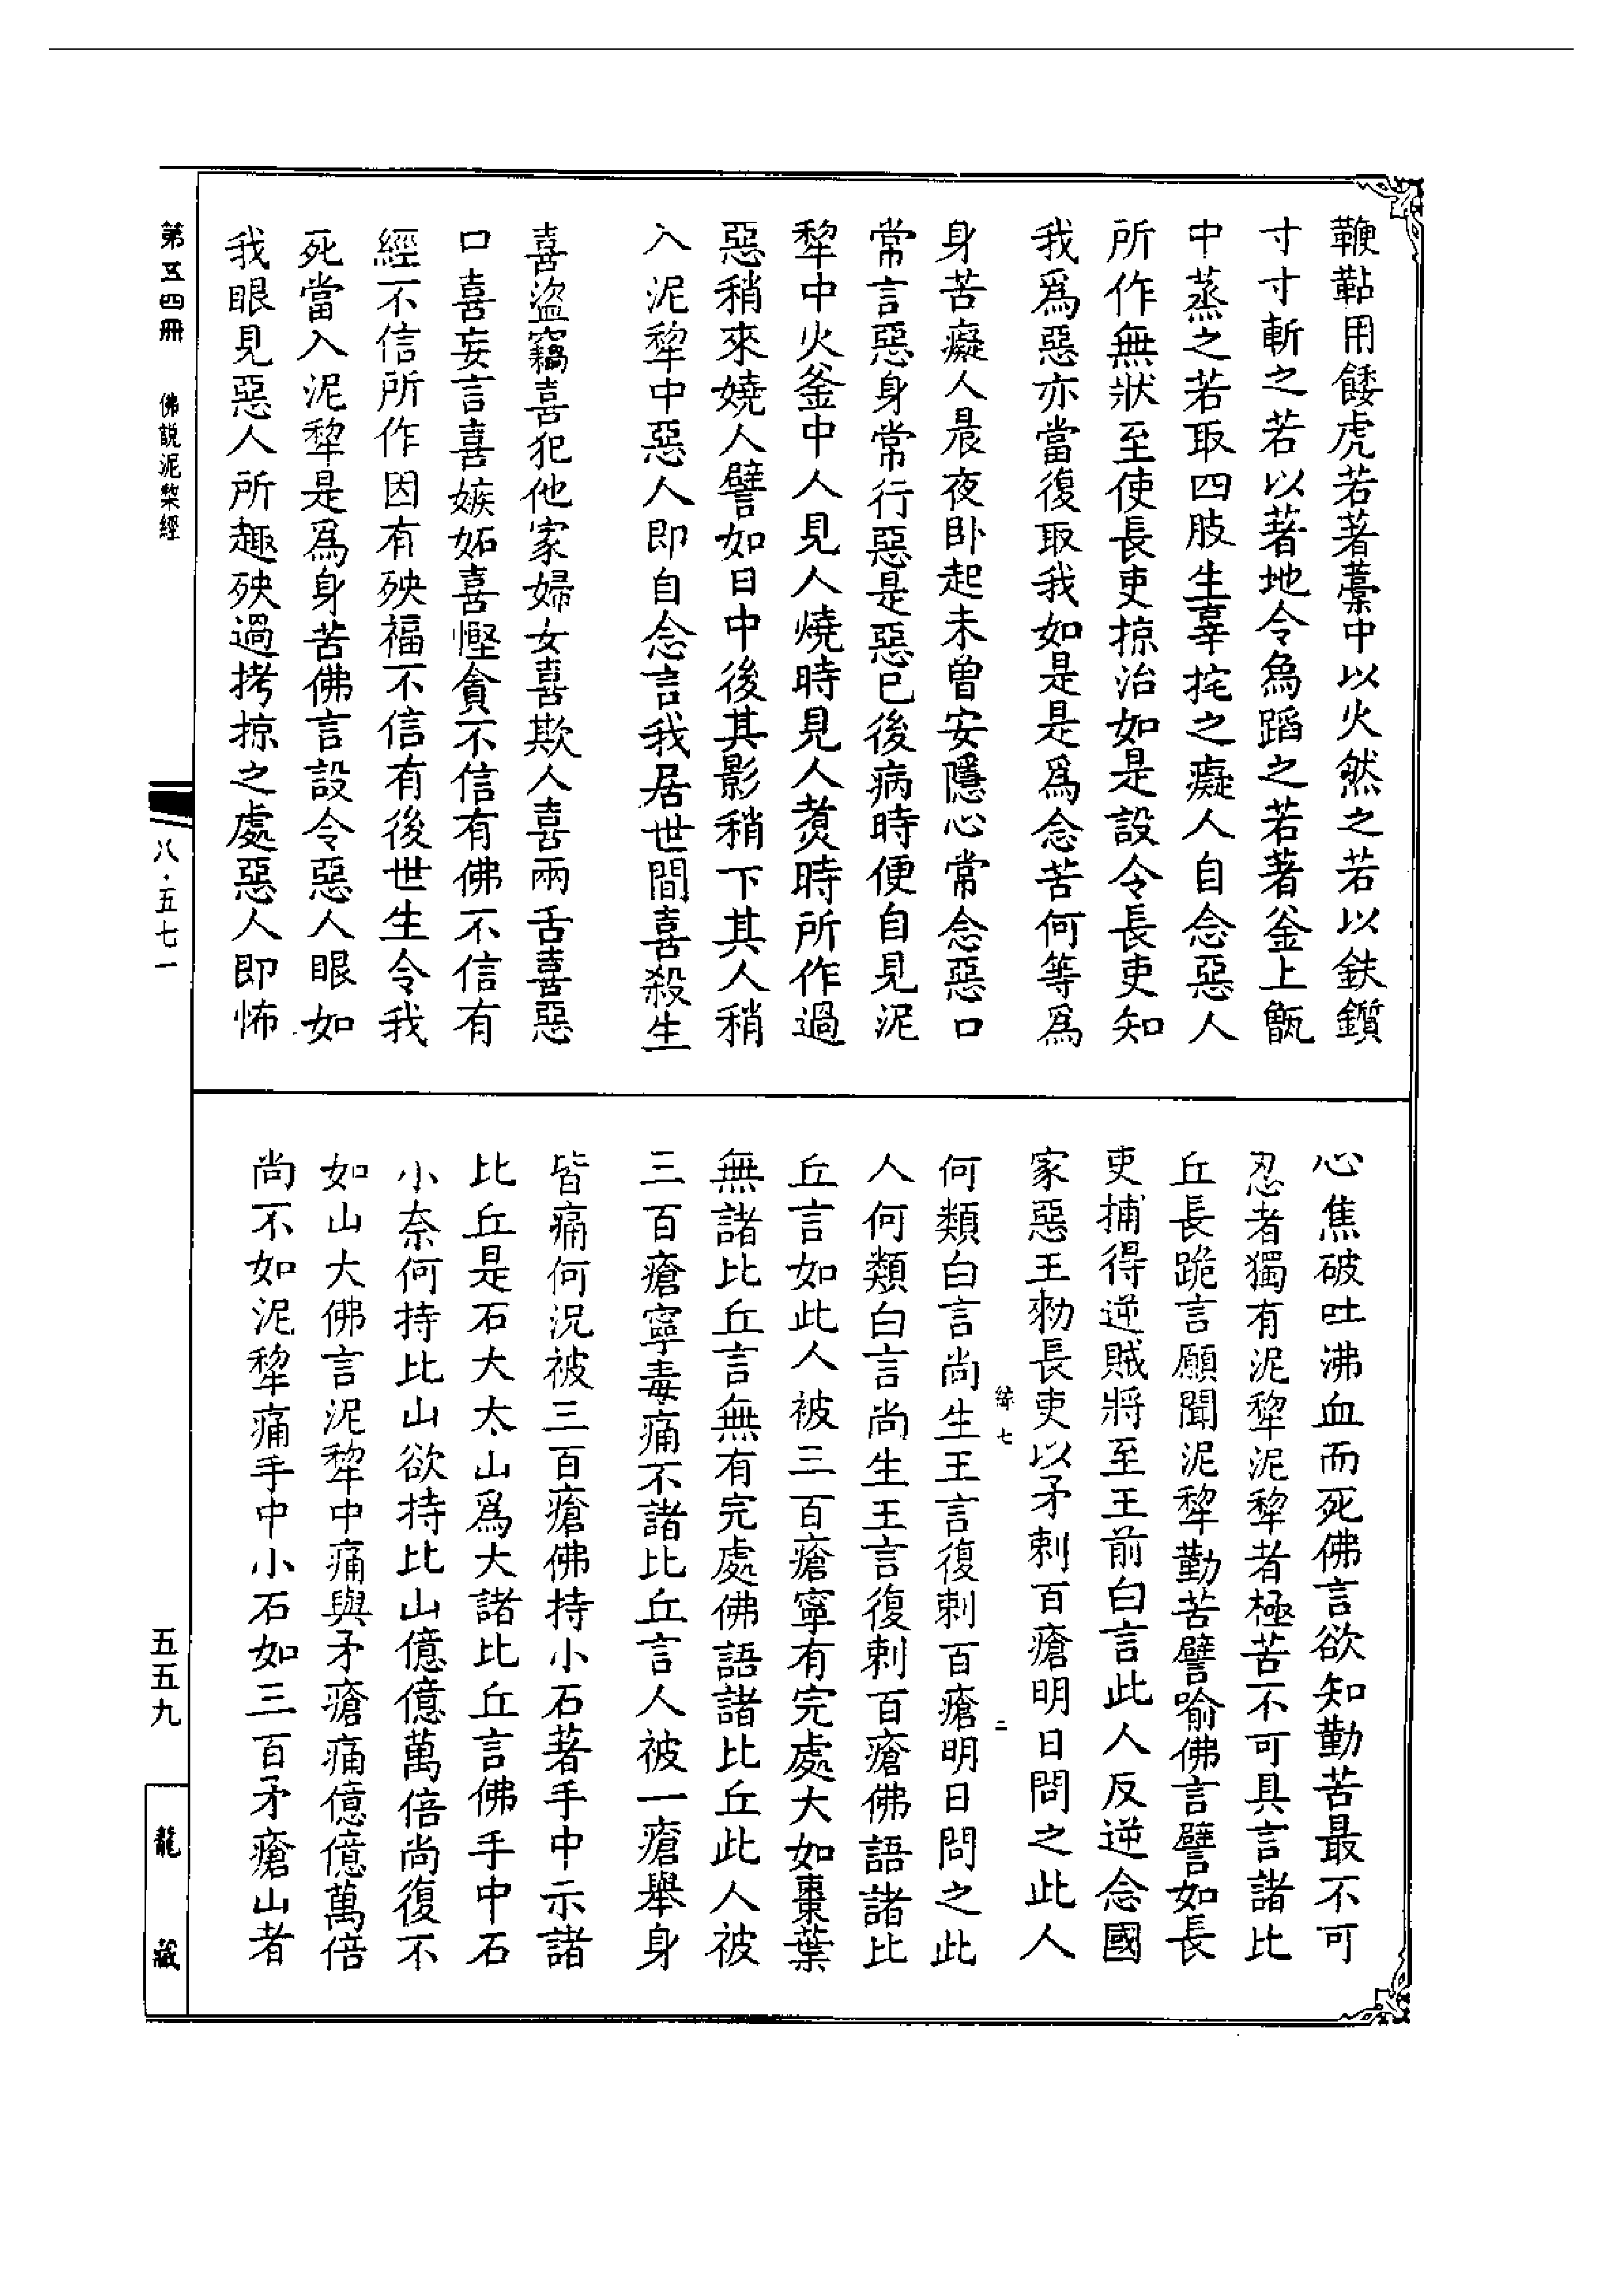 鞭鞊用餧虎若著藁中以火然之若以鈇鑕
寸寸斬之若以著地令象蹈之若著釜上甑
中蒸之若取四肢生辜挓之癡人自念惡人
所作無狀至使長吏掠治如是設令長吏知
我爲惡亦當復取我如是是爲念苦何等爲
身苦癡人晨夜卧起未曾安隱心常念惡口
常言惡身常行惡是惡已後病時便自見泥
犂中火釜中人見人燒時見人煑時所作過
惡稍來嬈人譬如日中後其影稍下其人稍
入泥犂中惡人即自念言我居世間喜殺生
喜盜竊喜犯他家婦女喜欺人喜兩舌喜惡
口喜妄言喜嫉妬喜慳貪不信有佛不信有
經不信所作因有殃福不信有後世生令我
死當入泥犂是爲身苦佛言設令惡人眼如
我眼見惡人所趣殃過拷掠之處惡人即怖
心焦破吐沸血而死佛言欲知勤苦最不可
忍者獨有泥犂泥犂者極苦不可具言諸比
丘長跪言願聞泥犂勤苦譬喻佛言譬如長
吏捕得逆賊將至王前白言此人反逆念國
家惡王勑長吏以矛刺百瘡明日問之此人
何類白言尚生王言復刺百瘡明日問之此
人何類白言尚生王言復刺百瘡佛語諸比
丘言如此人被三百瘡寧有完處大如棗葉
無諸比丘言無有完處佛語諸比丘此人被
三百瘡寧毒痛不諸比丘言人被一瘡舉身
皆痛何況被三百瘡佛持小石著手中示諸
比丘是石大太山爲大諸比丘言佛手中石
小奈何持比山欲持比山億億萬倍尚復不
如山大佛言泥犂中痛與矛瘡痛億億萬倍
尚不如泥犂痛手中小石如三百矛瘡山者
七
二
第五四冊 佛説泥犂經
八·五七一
五五九
龍藏